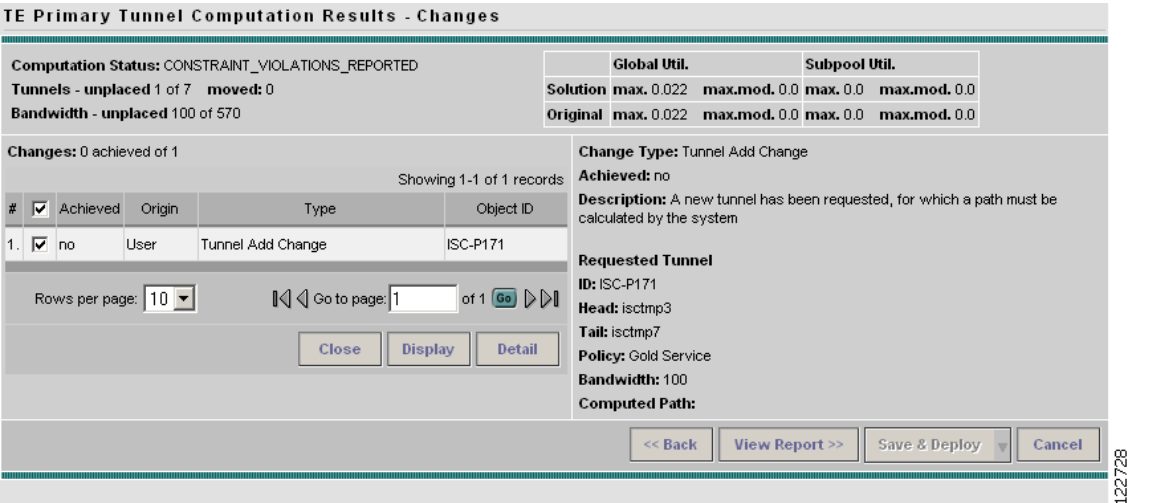 TE Primary Tunnel Computation Results - Changes
Computation Status: CONSTRAINT_VIOLATIONS_REPORTED
Tunnels - unplaced 1 of 7 moved: 0
Bandwidth - unplaced 100 of 570
Global Util. Subpool Util.
Solution max. 0.022 max.mod. 0.0 max. 0.0 max.mod. 0.0
Original max. 0.022 max.mod. 0.0 max. 0.0 max.mod. 0.0
Changes: 0 achieved of 1
Showing 1-1 of 1 records
# Achieved Origin Type Object ID
1. no User Tunnel Add Change ISC-P171
Rows per page: 10 Go to page: 1 of 1 Go
Close Display Detail
Change Type: Tunnel Add Change
Achieved: no
Description: A new tunnel has been requested, for which a path must be
calculated by the system
Requested Tunnel
ID: ISC-P171
Head: isctmp3
Tail: isctmp7
Policy: Gold Service
Bandwidth: 100
Computed Path:
<< Back View Report >> Save & Deploy Cancel
122728